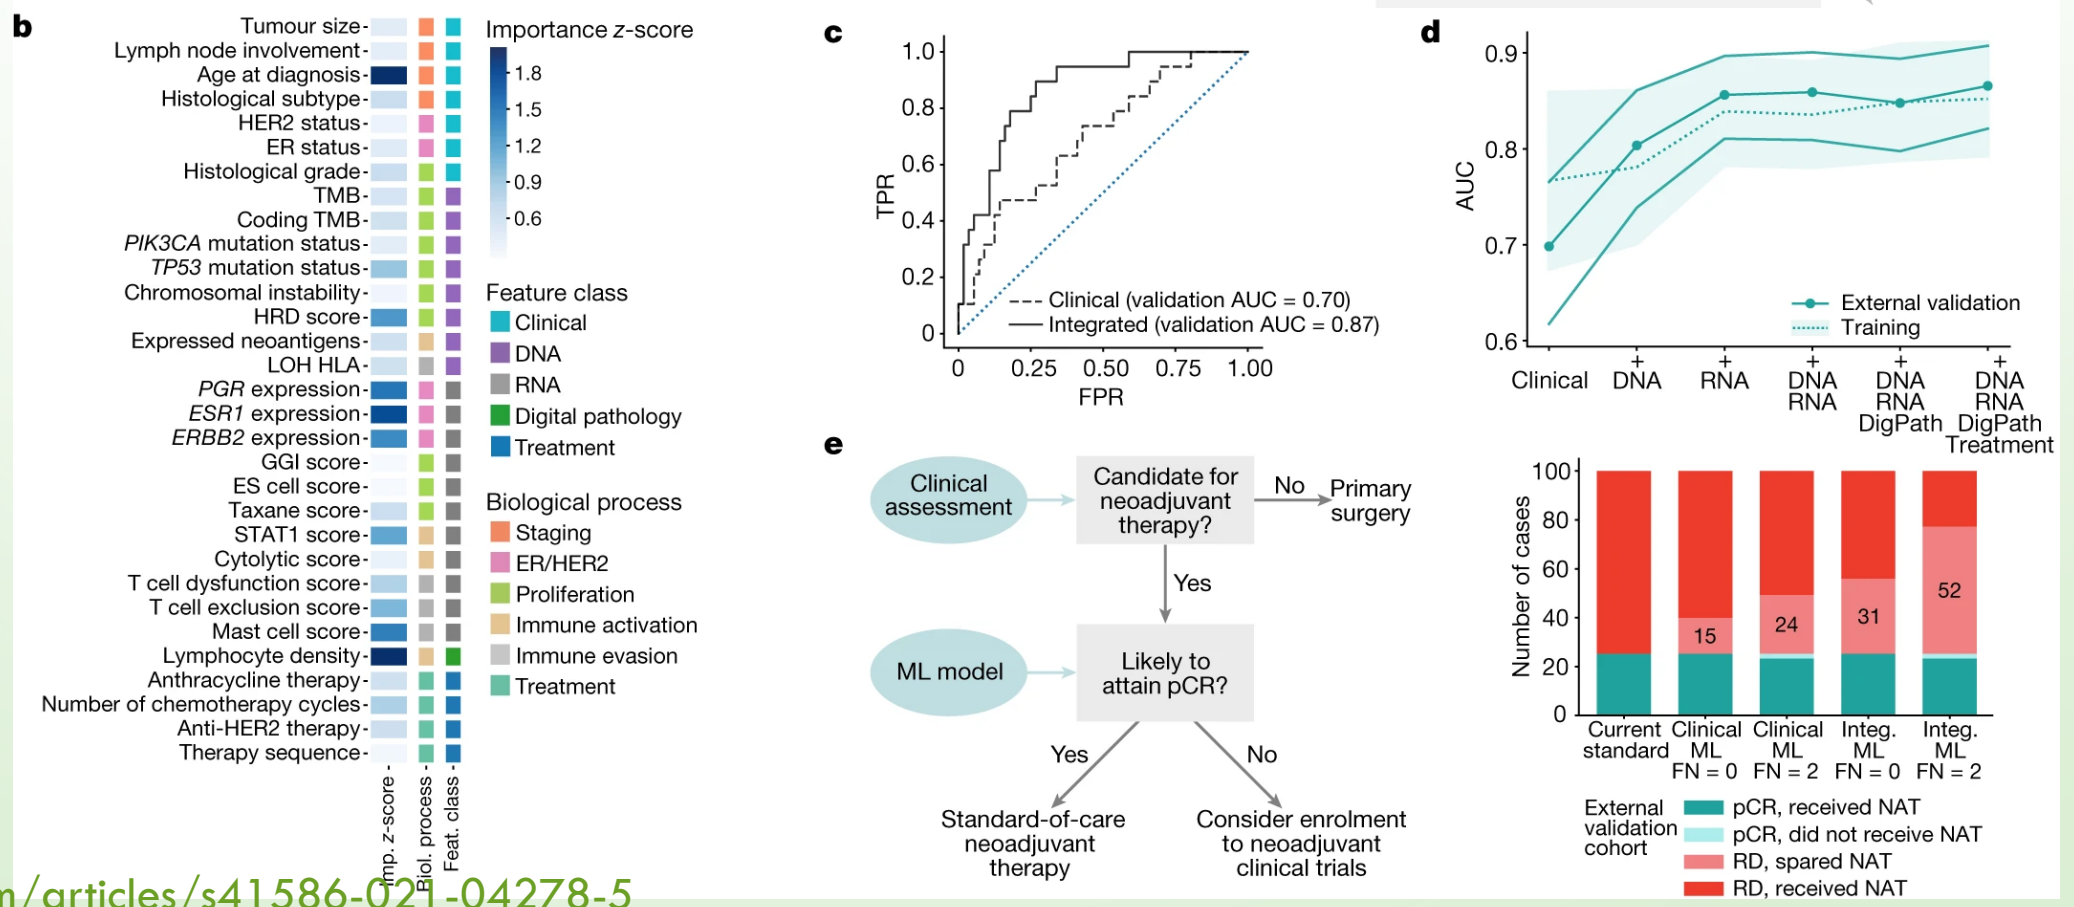 b
Tumour size
Lymph node involvement
Age at diagnosis
Histological subtype
HER2 status
ER status
Histological grade
TMB
Coding TMB
PIK3CA mutation status
TP53 mutation status
Chromosomal instability
HRD score
Expressed neoantigens
LOH HLA
PGR expression
ESR1 expression
ERBB2 expression
GGI score
ES cell score
Taxane score
STAT1 score
Cytolytic score
T cell dysfunction score
T cell exclusion score
Mast cell score
Lymphocyte density
Anthracycline therapy
Number of chemotherapy cycles
Anti-HER2 therapy
Therapy sequence
Imp. z-score
Biol. process
Feat. class
Importance z-score
1.8
1.5
1.2
0.9
0.6
Feature class
Clinical
DNA
RNA
Digital pathology
Treatment
Biological process
Staging
ER/HER2
Proliferation
Immune activation
Immune evasion
Treatment
c
TPR
1.0
0.8
0.6
0.4
0.2
0
Clinical (validation AUC = 0.70)
Integrated (validation AUC = 0.87)
0 0.25 0.50 0.75 1.00
FPR
d
AUC
0.9
0.8
0.7
0.6
External validation
Training
Clinical
+
DNA
+
RNA
+
DNA
RNA
+
DNA
RNA
DigPath
+
DNA
RNA
DigPath
Treatment
e
Clinical
assessment
Candidate for
neoadjuvant
therapy?
No
Primary
surgery
Yes
ML model
Likely to
attain pCR?
Yes
No
Standard-of-care
neoadjuvant
therapy
Consider enrolment
to neoadjuvant
clinical trials
Number of cases
100
80
60
40
20
0
15
24
31
52
Current
standard
Clinical
ML
FN = 0
Clinical
ML
FN = 2
Integ.
ML
FN = 0
Integ.
ML
FN = 2
External
validation
cohort
pCR, received NAT
pCR, did not receive NAT
RD, spared NAT
RD, received NAT
m/articles/s41586-021-04278-5